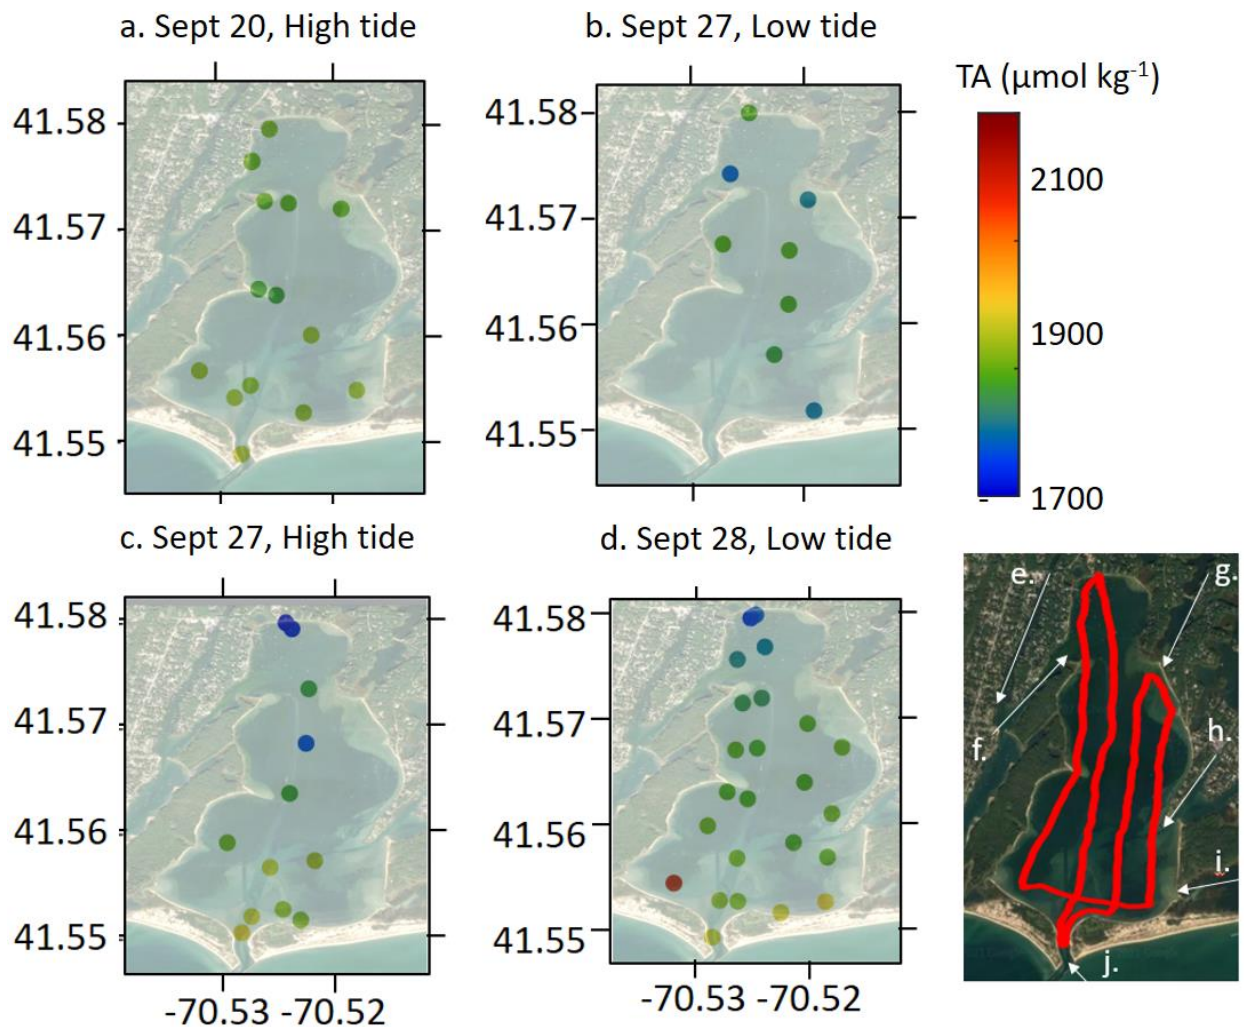 a. Sept 20, High tide
41.58
41.57
41.56
41.55
b. Sept 27, Low tide
41.58
41.57
41.56
41.55
TA (µmol kg-1)
2100
1900
1700
c. Sept 27, High tide
41.58
41.57
41.56
41.55
-70.53 -70.52
d. Sept 28, Low tide
41.58
41.57
41.56
41.55
-70.53 -70.52
e.
g.
f.
h.
i.
j.